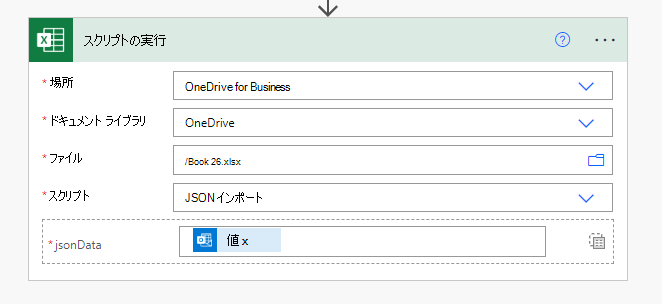 スクリプトの実行
* 場所
OneDrive for Business
* ドキュメント ライブラリ
OneDrive
* ファイル
/Book 26.xlsx
* スクリプト
JSONインポート
* jsonData
値 x